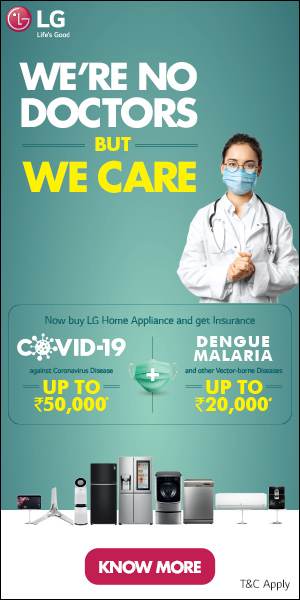 LG
Life's Good
WE'RE NO
DOCTORS
BUT
WE CARE
Now buy LG Home Appliance and get Insurance
COVID-19
against Coronavirus Disease
UP TO
₹50,000*
DENGUE
MALARIA
and other Vector-borne Diseases
UP TO
₹20,000*
KNOW MORE
T&C Apply